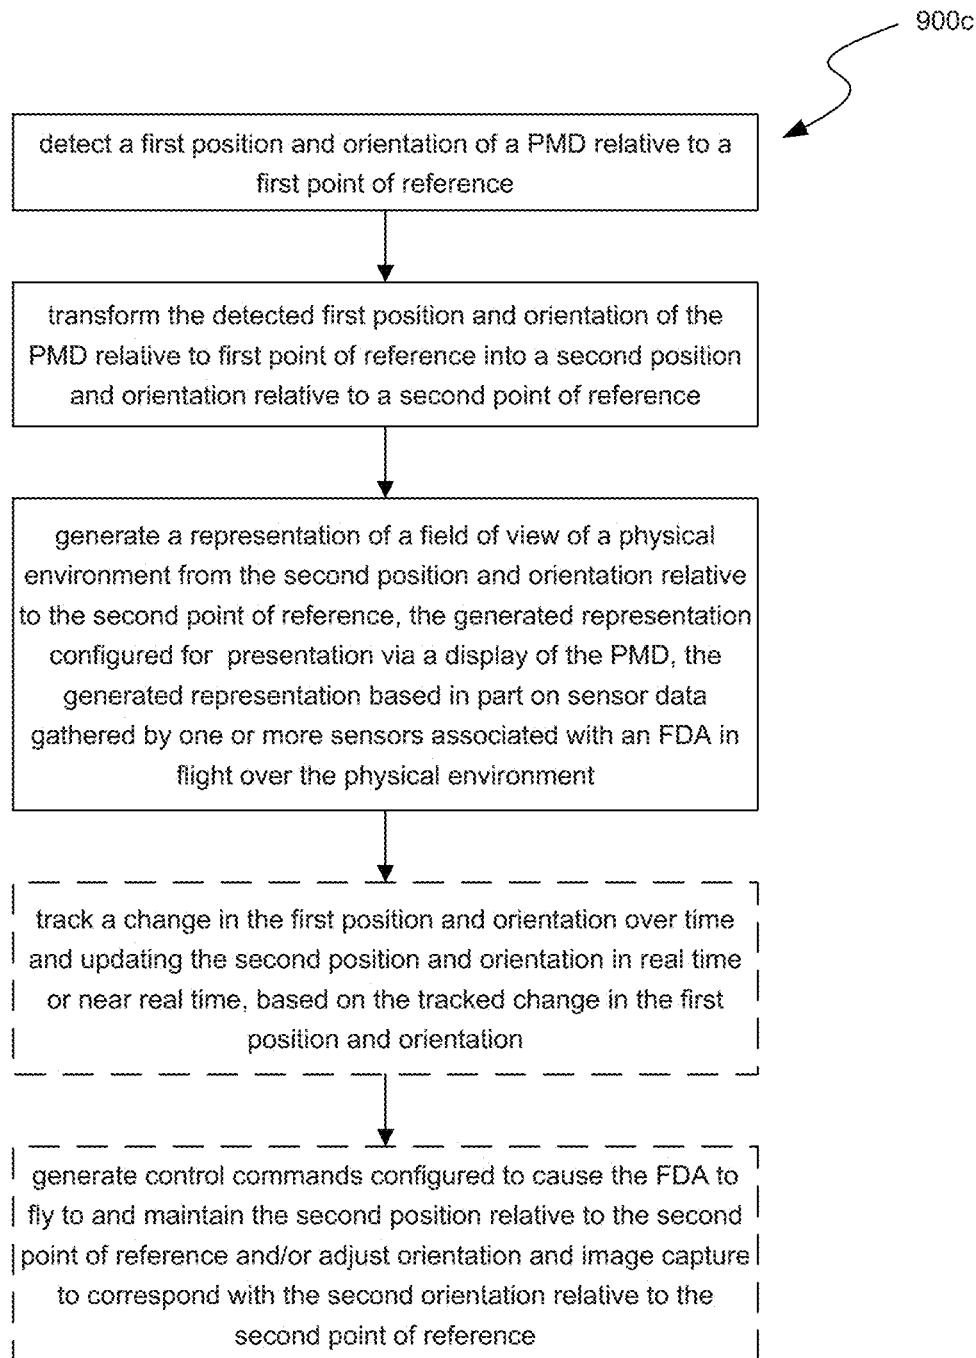 900c
detect a first position and orientation of a PMD relative to a
first point of reference
transform the detected first position and orientation of the
PMD relative to first point of reference into a second position
and orientation relative to a second point of reference
generate a representation of a field of view of a physical
environment from the second position and orientation relative
to the second point of reference, the generated representation
configured for presentation via a display of the PMD, the
generated representation based in part on sensor data
gathered by one or more sensors associated with an FDA in
flight over the physical environment
track a change in the first position and orientation over time
and updating the second position and orientation in real time
or near real time, based on the tracked change in the first
position and orientation
generate control commands configured to cause the FDA to
fly to and maintain the second position relative to the second
point of reference and/or adjust orientation and image capture
to correspond with the second orientation relative to the
second point of reference